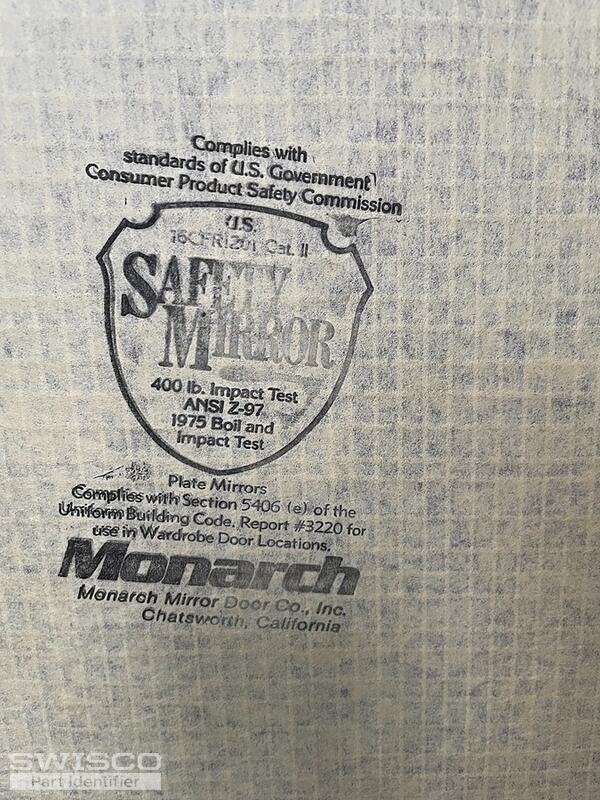 Complies with
standards of U.S. Government
Consumer Product Safety Commission
U.S.
16CFR1201 Cat. II
SAFETY
MIRROR
400 lb. Impact Test
ANSI Z-97
1975 Boil and
Impact Test
Plate Mirrors
Complies with Section 5406 (e) of the
Uniform Building Code. Report #3220 for
use in Wardrobe Door Locations.
Monarch
Monarch Mirror Door Co., Inc.
Chatsworth, California
SWISCO
Part Identifier